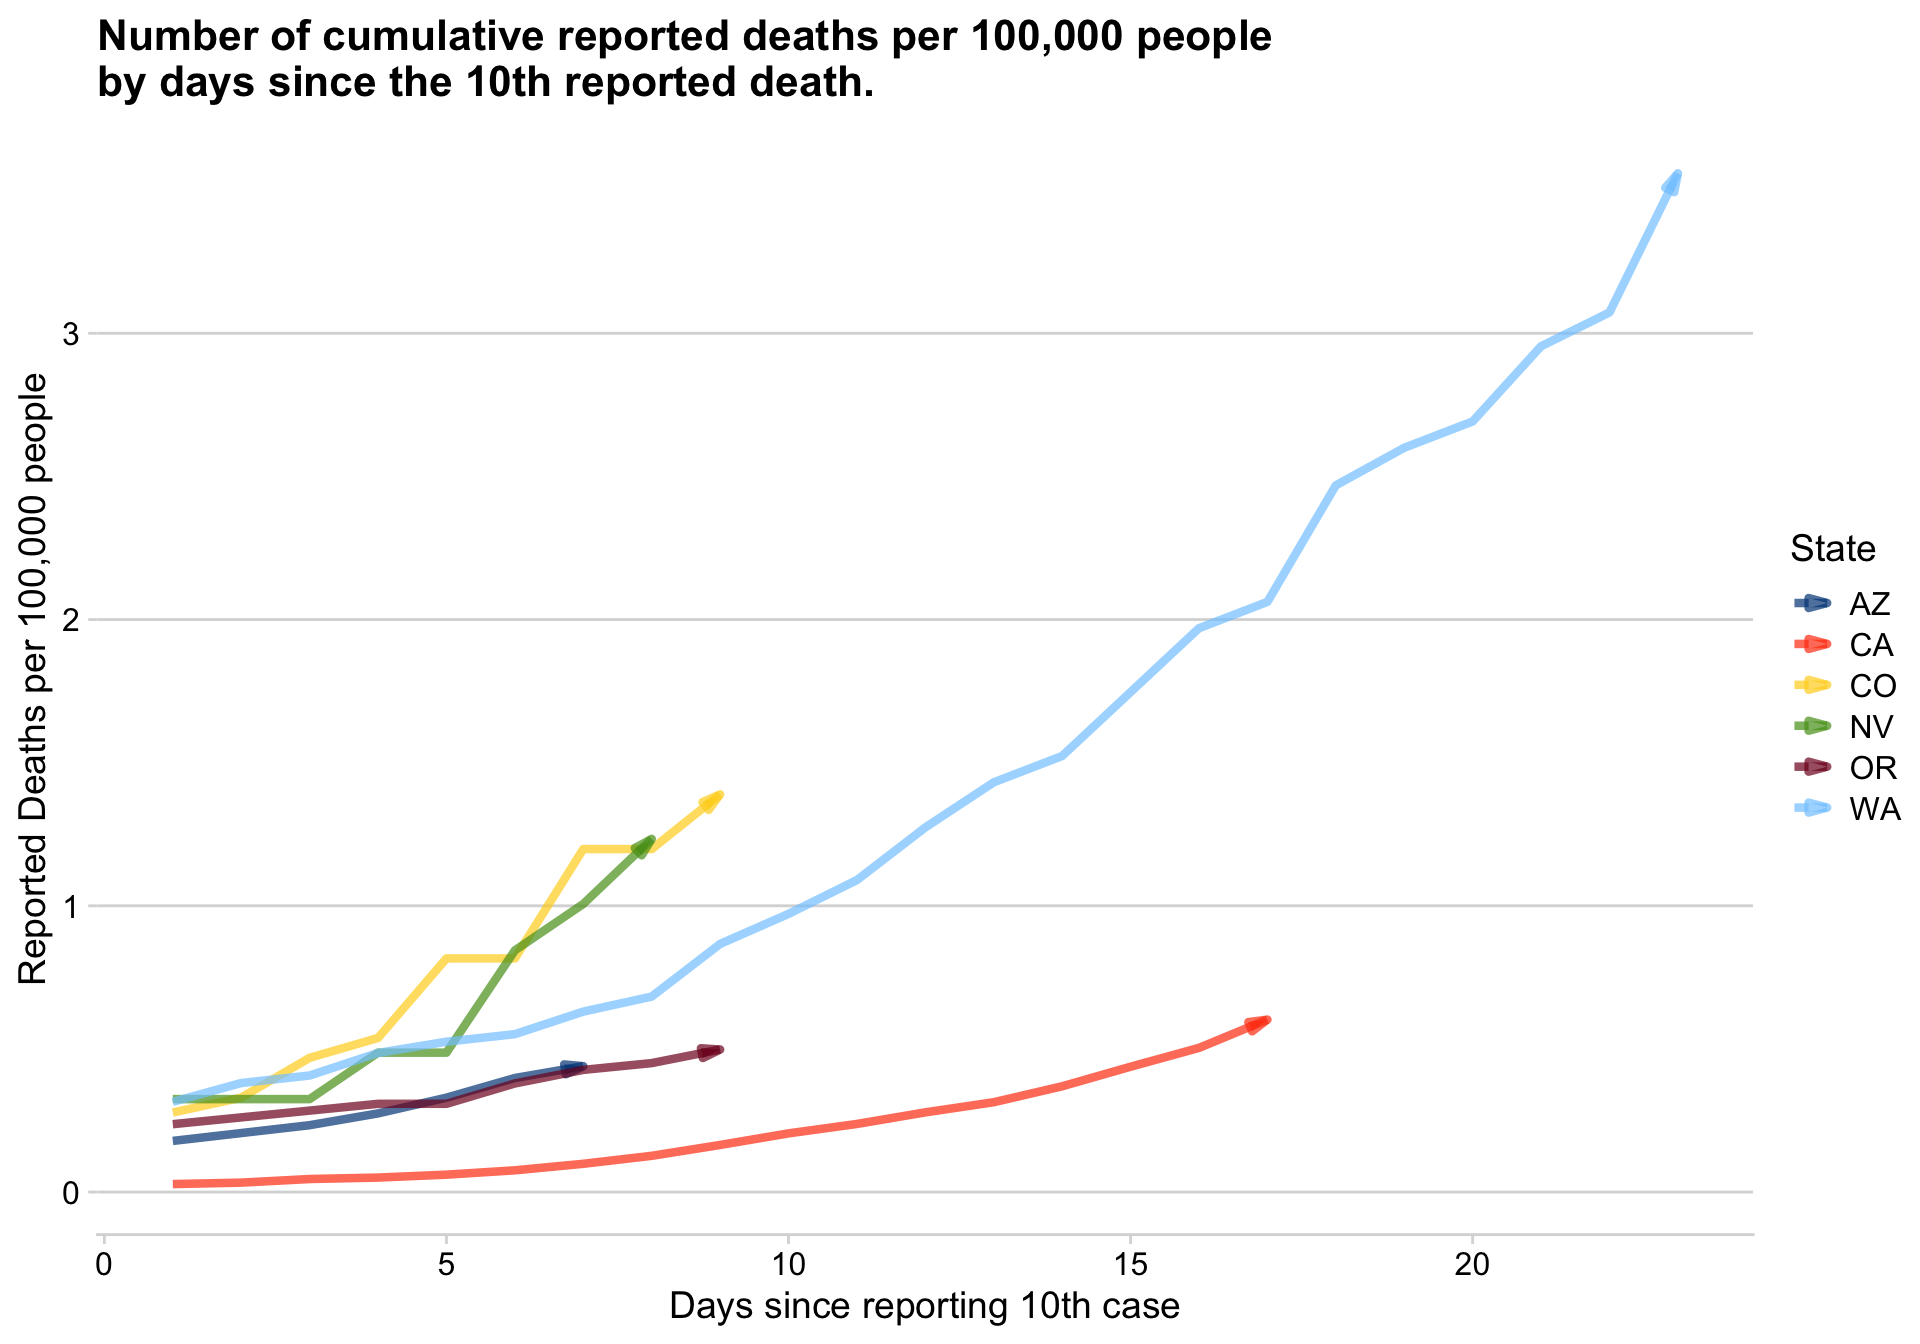 Number of cumulative reported deaths per 100,000 people
by days since the 10th reported death.
Reported Deaths per 100,000 people
3
2
1
0
0 5 10 15 20
Days since reporting 10th case
State
AZ
CA
CO
NV
OR
WA